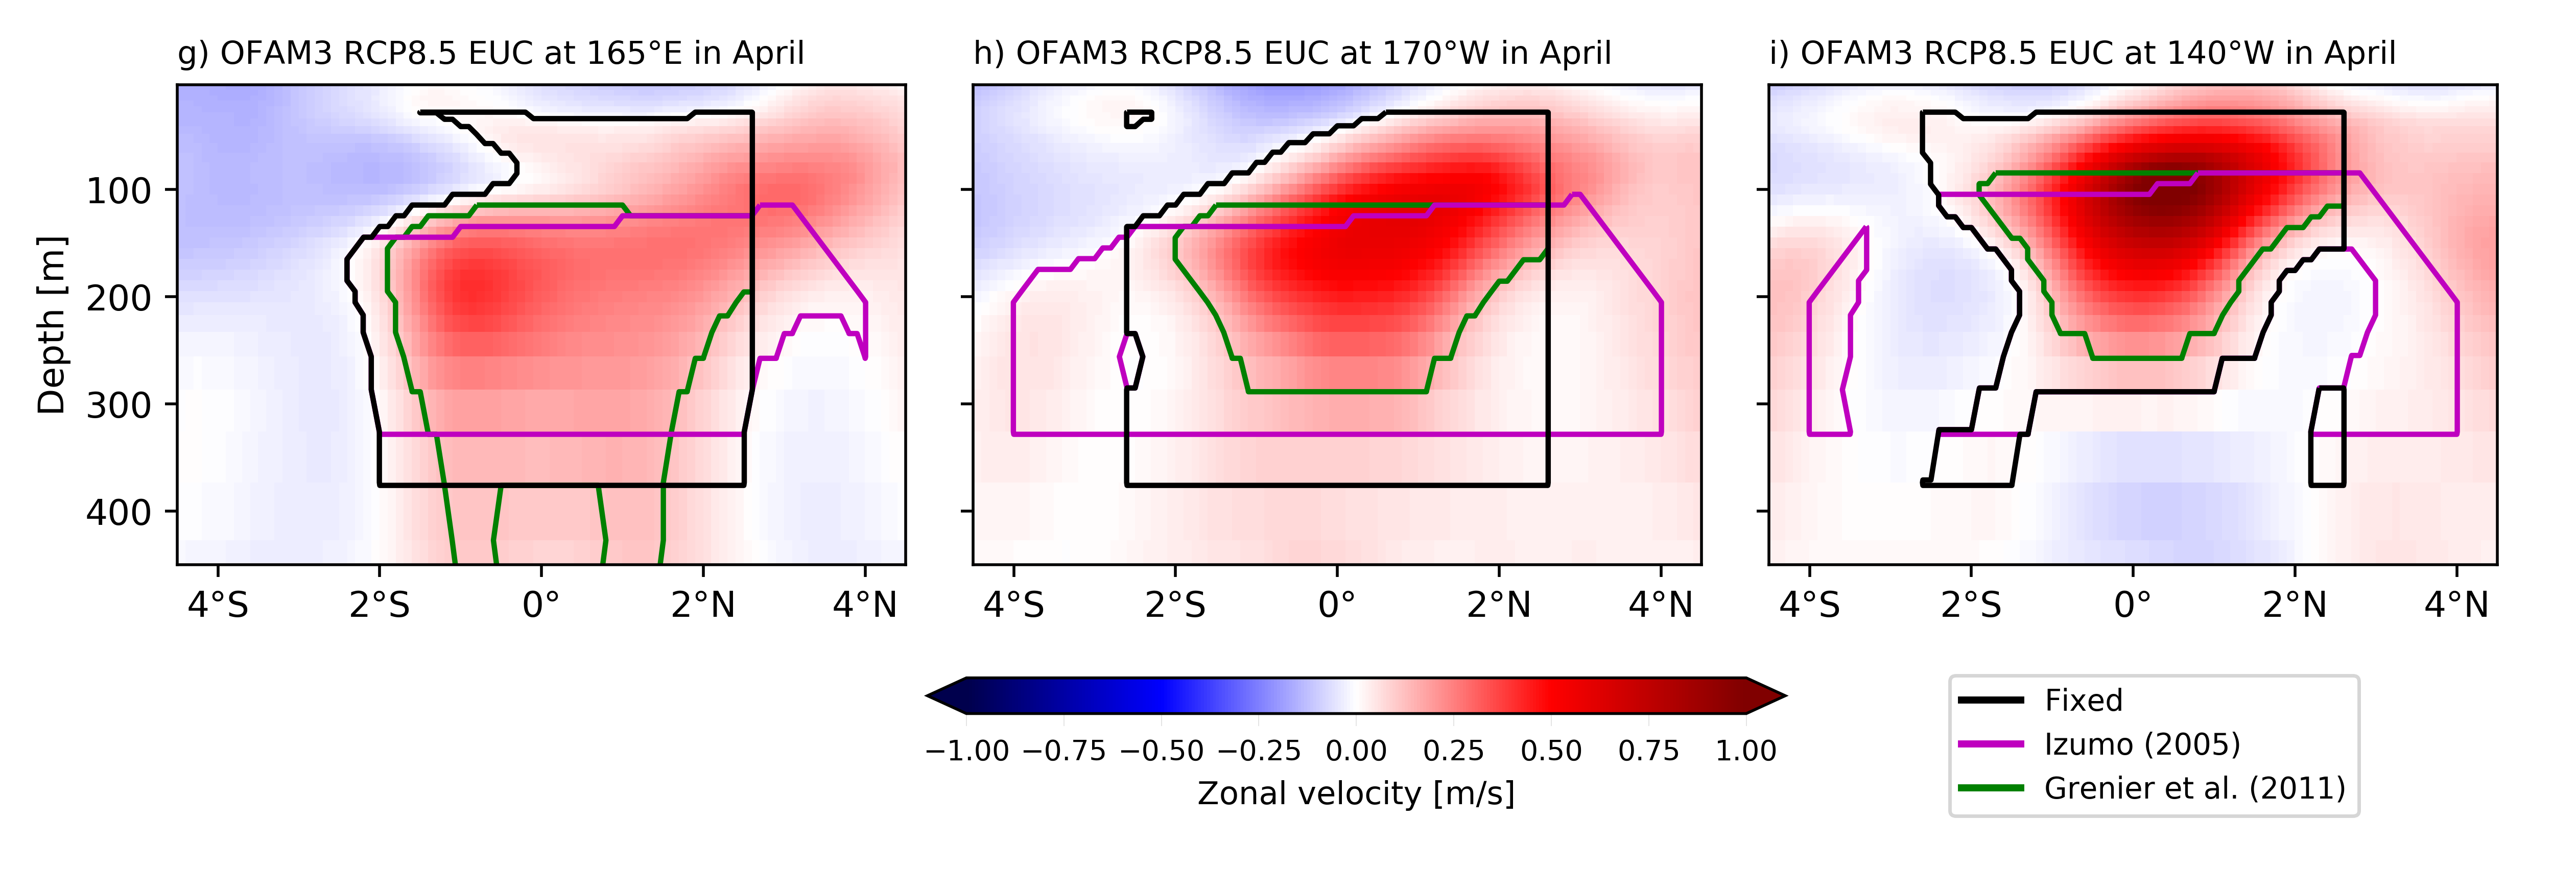 g) OFAM3 RCP8.5 EUC at 165°E in April
h) OFAM3 RCP8.5 EUC at 170°W in April
i) OFAM3 RCP8.5 EUC at 140°W in April
Depth [m]
100
200
300
400
4°S 2°S 0° 2°N 4°N
4°S 2°S 0° 2°N 4°N
4°S 2°S 0° 2°N 4°N
−1.00 −0.75 −0.50 −0.25 0.00 0.25 0.50 0.75 1.00
Zonal velocity [m/s]
Fixed
Izumo (2005)
Grenier et al. (2011)